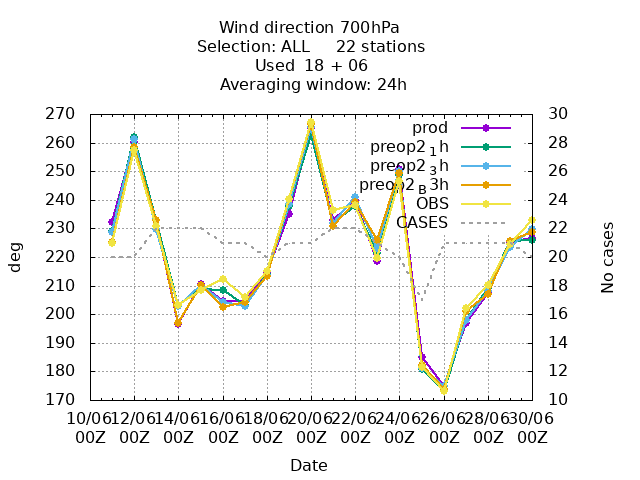 Wind direction 700hPa
Selection: ALL 22 stations
Used 18 + 06
Averaging window: 24h
270 30
260 28
250 26
240 24
230 22
220 20
210 18
200 16
190 14
180 12
170 10
prod
preop2 1h
preop2 3h
preop2 B3h
OBS
CASES
deg
No cases
10/06 12/06 14/06 16/06 18/06 20/06 22/06 24/06 26/06 28/06 30/06
00Z 00Z 00Z 00Z 00Z 00Z 00Z 00Z 00Z 00Z 00Z
Date